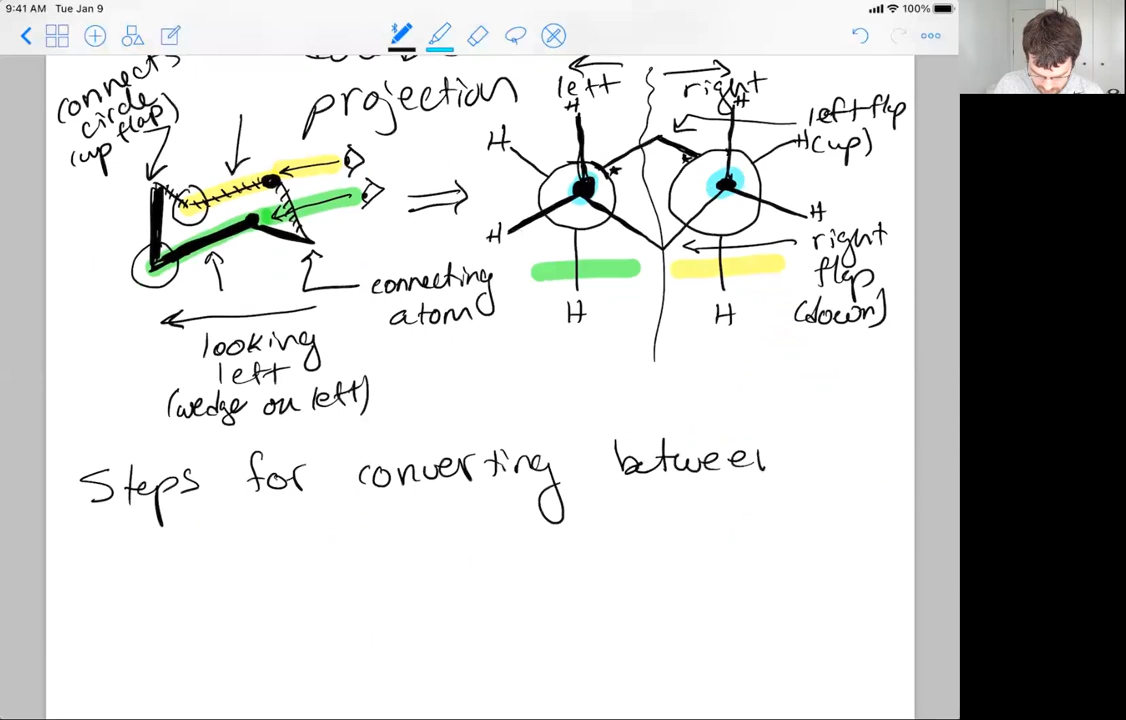 9:41 AM Tue Jan 9
100%
connects
circle
(up flap)
projection
left
right
H
H
H
H
H
H
H
H
left flap
(up)
right
flap
(down)
connecting
atom
looking
left
(wedge on left)
Steps for converting between